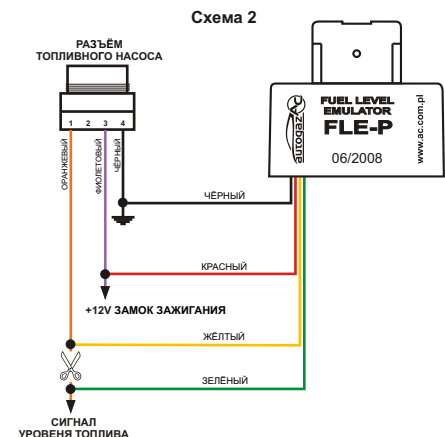 Схема 2
РАЗЪЁМ
ТОПЛИВНОГО НАСОСА
1 2 3 4
ОРАНЖЕВЫЙ
ФИОЛЕТОВЫЙ
ЧЁРНЫЙ
autogaz AC
FUEL LEVEL
EMULATOR
FLE-P
06/2008
www.ac.com.pl
ЧЁРНЫЙ
КРАСНЫЙ
+12V ЗАМОК ЗАЖИГАНИЯ
ЖЁЛТЫЙ
ЗЕЛЁНЫЙ
СИГНАЛ
УРОВЕНЯ ТОПЛИВА